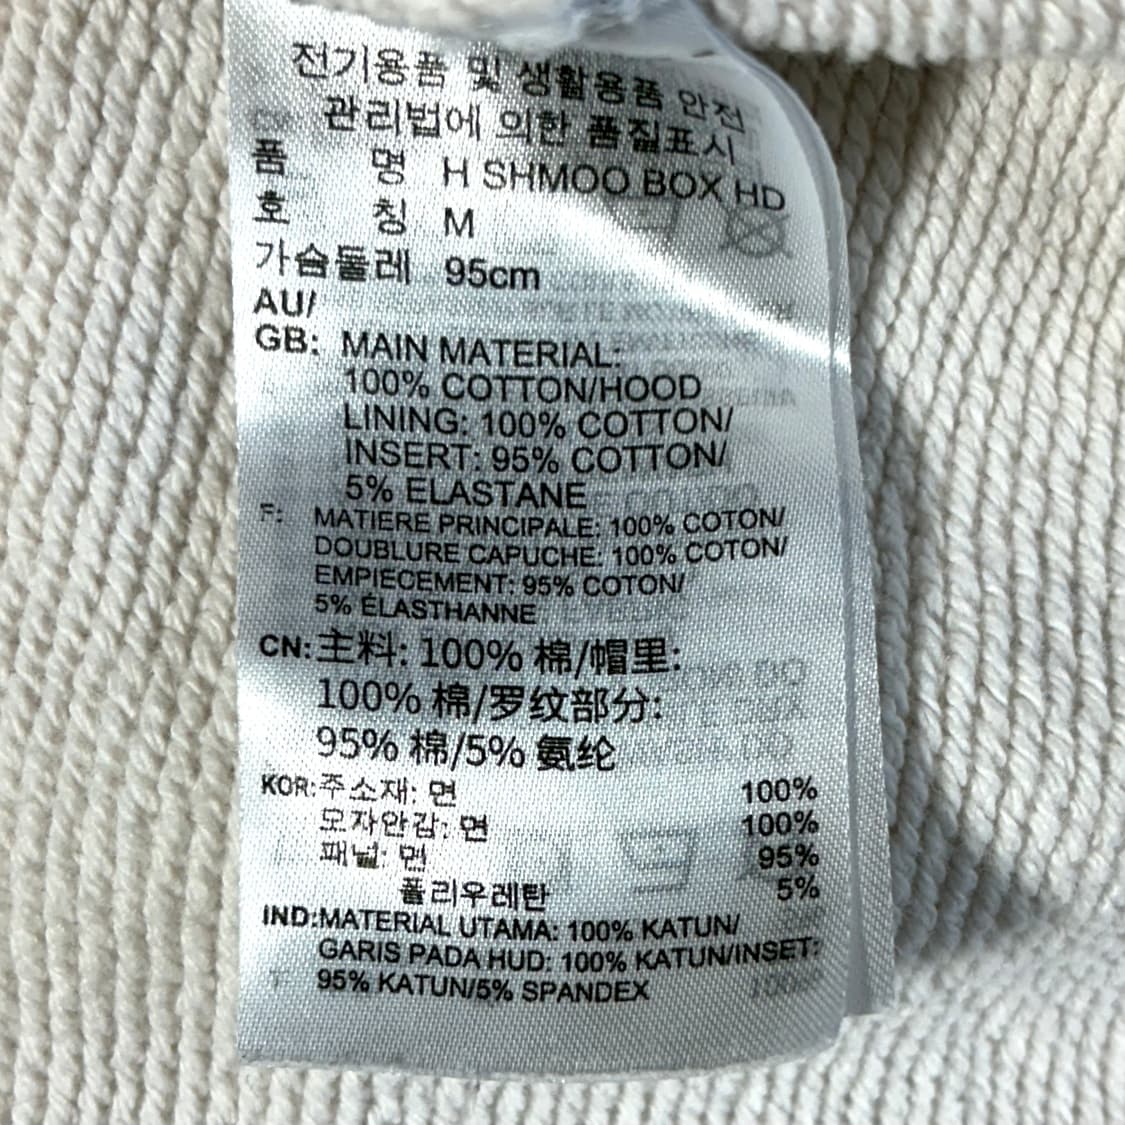 전기용품 및 생활용품 안전
관리법에 의한 품질표시
품 명 H SHMOO BOX HD
호 칭 M
가슴둘레 95cm
AU/
GB: MAIN MATERIAL:
100% COTTON/HOOD
LINING: 100% COTTON/
INSERT: 95% COTTON/
5% ELASTANE
F: MATIERE PRINCIPALE: 100% COTON/
DOUBLURE CAPUCHE: 100% COTON/
EMPIECEMENT: 95% COTON/
5% ÉLASTHANNE
CN: 主料: 100% 棉/帽里:
100% 棉/罗纹部分:
95% 棉/5% 氨纶
KOR: 주소재: 면 100%
모자안감: 면 100%
패널: 면 95%
폴리우레탄 5%
IND: MATERIAL UTAMA: 100% KATUN/
GARIS PADA HUD: 100% KATUN/INSET:
95% KATUN/5% SPANDEX